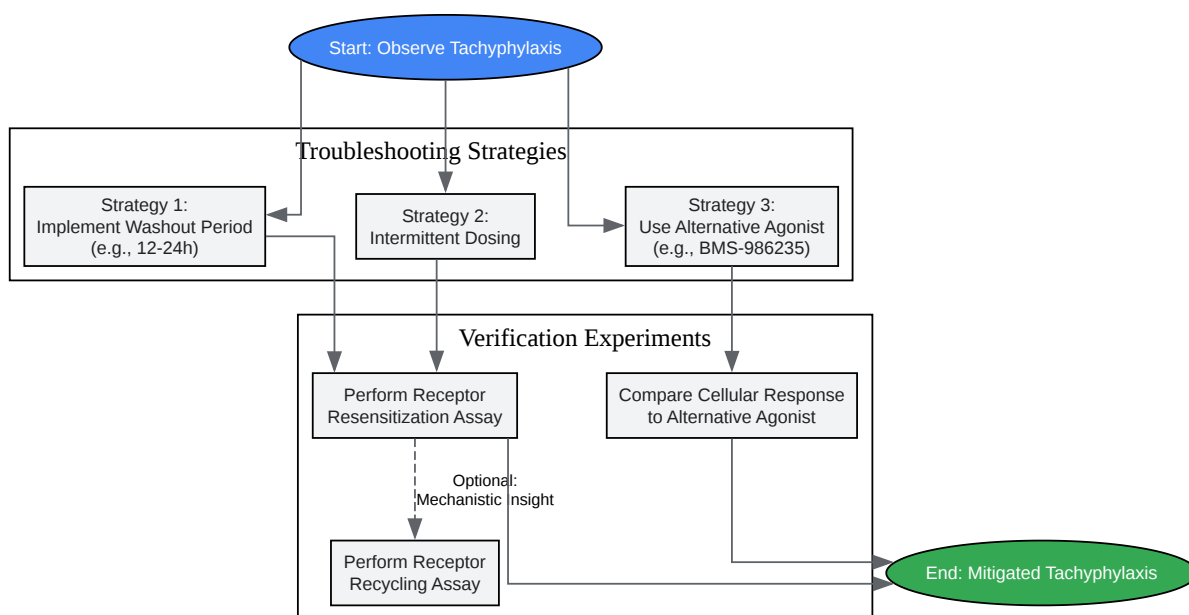 Start: Observe Tachyphylaxis
Troubleshooting Strategies
Strategy 1:
Implement Washout Period
(e.g., 12-24h)
Strategy 2:
Intermittent Dosing
Strategy 3:
Use Alternative Agonist
(e.g., BMS-986235)
Verification Experiments
Perform Receptor
Resensitization Assay
Compare Cellular Response
to Alternative Agonist
Optional:
Mechanistic Insight
Perform Receptor
Recycling Assay
End: Mitigated Tachyphylaxis